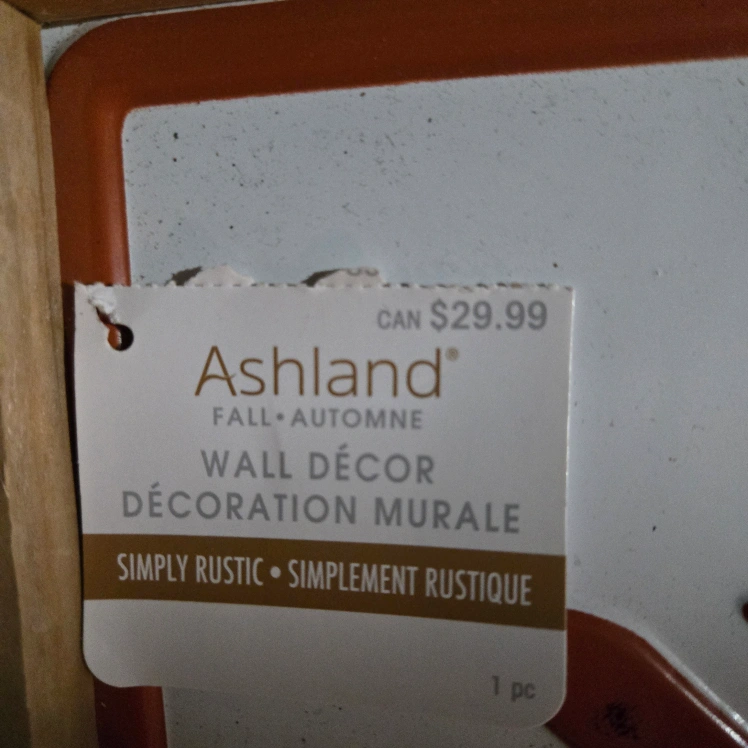 CAN $29.99
Ashland®
FALL • AUTOMNE
WALL DÉCOR
DÉCORATION MURALE
SIMPLY RUSTIC • SIMPLEMENT RUSTIQUE
1 pc